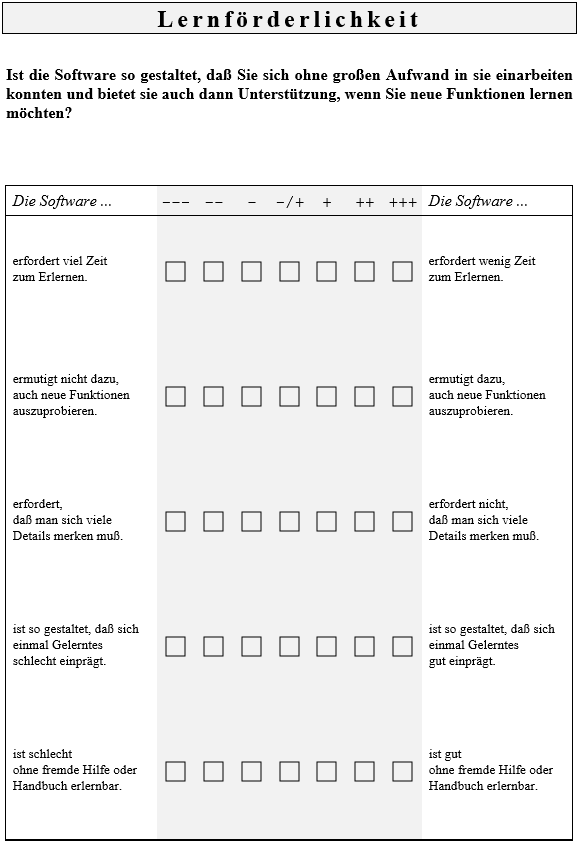 Lernförderlichkeit
Ist die Software so gestaltet, daß Sie sich ohne großen Aufwand in sie einarbeiten
konnten und bietet sie auch dann Unterstützung, wenn Sie neue Funktionen lernen
möchten?
Die Software ... – – – – – – –/+ + ++ +++ Die Software ...
erfordert viel Zeit
zum Erlernen.
erfordert wenig Zeit
zum Erlernen.
ermutigt nicht dazu,
auch neue Funktionen
auszuprobieren.
ermutigt dazu,
auch neue Funktionen
auszuprobieren.
erfordert,
daß man sich viele
Details merken muß.
erfordert nicht,
daß man sich viele
Details merken muß.
ist so gestaltet, daß sich
einmal Gelerntes
schlecht einprägt.
ist so gestaltet, daß sich
einmal Gelerntes
gut einprägt.
ist schlecht
ohne fremde Hilfe oder
Handbuch erlernbar.
ist gut
ohne fremde Hilfe oder
Handbuch erlernbar.